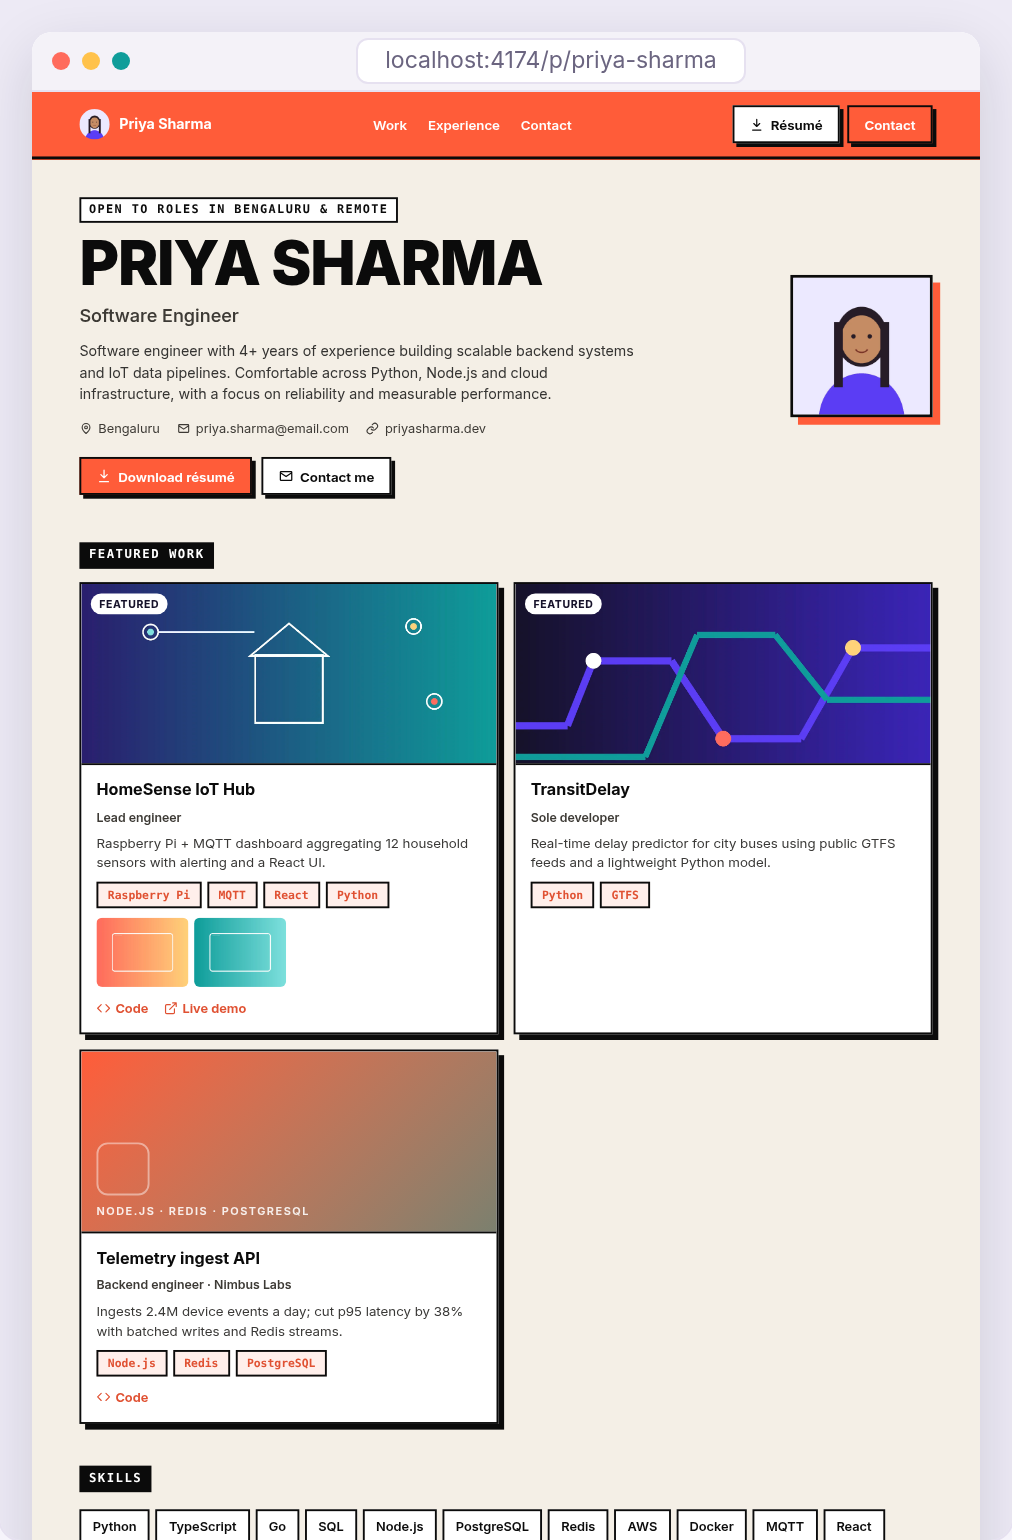 localhost:4174/p/priya-sharma
Priya Sharma
Work Experience Contact
Résumé
Contact
OPEN TO ROLES IN BENGALURU & REMOTE
PRIYA SHARMA
Software Engineer
Software engineer with 4+ years of experience building scalable backend systems
and IoT data pipelines. Comfortable across Python, Node.js and cloud
infrastructure, with a focus on reliability and measurable performance.
Bengaluru priya.sharma@email.com priyasharma.dev
Download résumé Contact me
FEATURED WORK
FEATURED
HomeSense IoT Hub
Lead engineer
Raspberry Pi + MQTT dashboard aggregating 12 household
sensors with alerting and a React UI.
Raspberry Pi MQTT React Python
Code Live demo
FEATURED
TransitDelay
Sole developer
Real-time delay predictor for city buses using public GTFS
feeds and a lightweight Python model.
Python GTFS
NODE.JS · REDIS · POSTGRESQL
Telemetry ingest API
Backend engineer · Nimbus Labs
Ingests 2.4M device events a day; cut p95 latency by 38%
with batched writes and Redis streams.
Node.js Redis PostgreSQL
Code
SKILLS
Python TypeScript Go SQL Node.js PostgreSQL Redis AWS Docker MQTT React